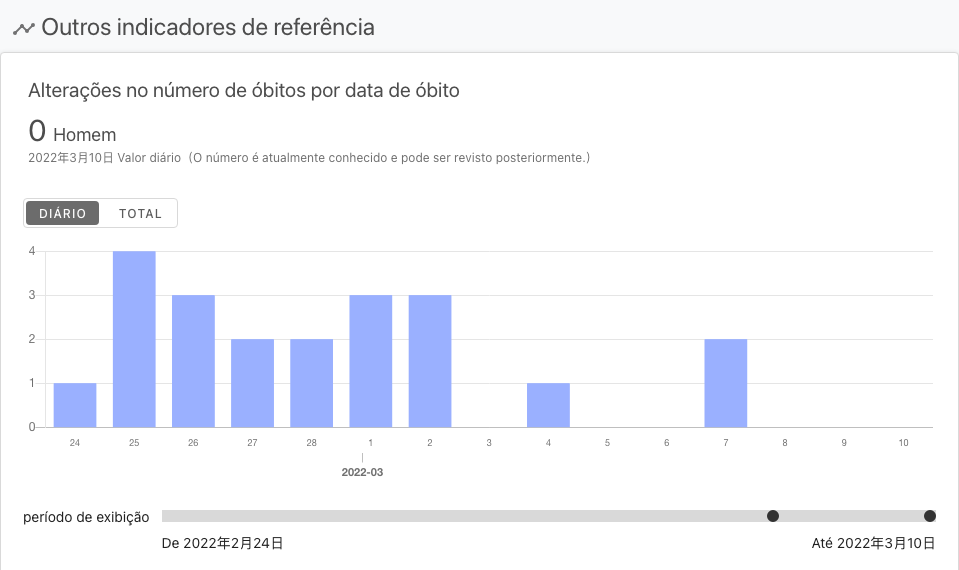 Outros indicadores de referência
Alterações no número de óbitos por data de óbito
0 Homem
2022年3月10日 Valor diário（O número é atualmente conhecido e pode ser revisto posteriormente.）
DIÁRIO TOTAL
4
3
2
1
0
24 25 26 27 28 1 2 3 4 5 6 7 8 9 10
2022-03
período de exibição
De 2022年2月24日 Até 2022年3月10日